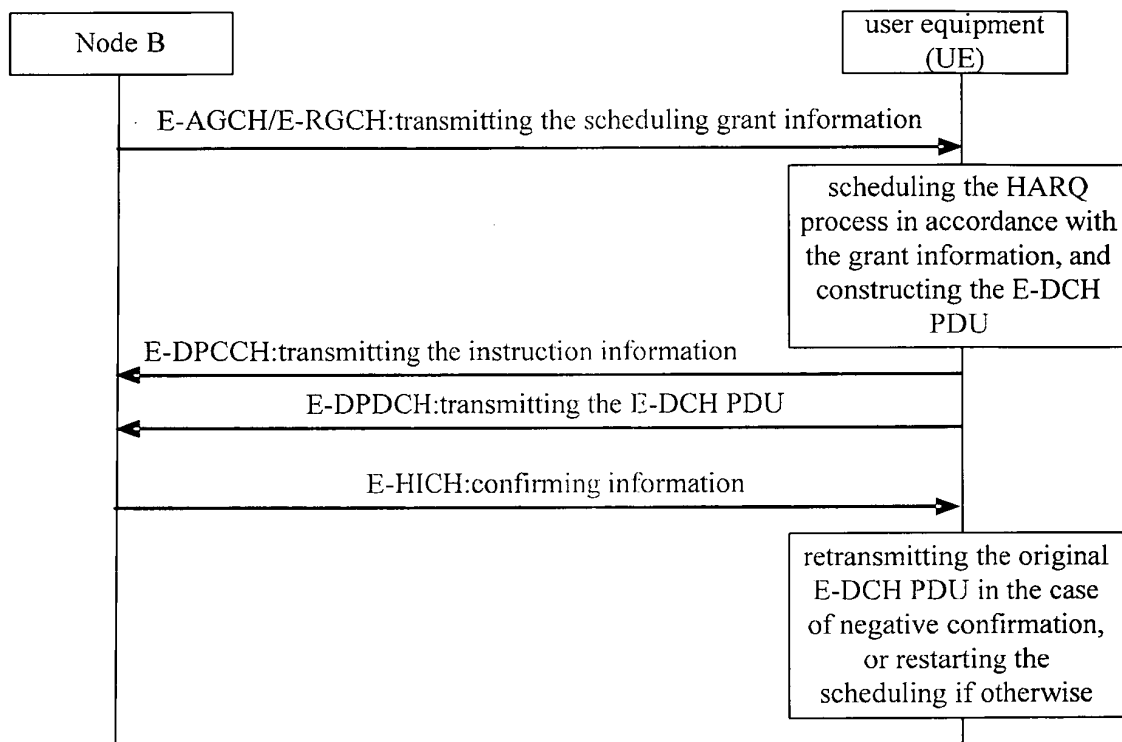 Node B
user equipment
(UE)
E-AGCH/E-RGCH:transmitting the scheduling grant information
scheduling the HARQ
process in accordance with
the grant information, and
constructing the E-DCH
PDU
E-DPCCH:transmitting the instruction information
E-DPDCH:transmitting the E-DCH PDU
E-HICH:confirming information
retransmitting the original
E-DCH PDU in the case
of negative confirmation,
or restarting the
scheduling if otherwise